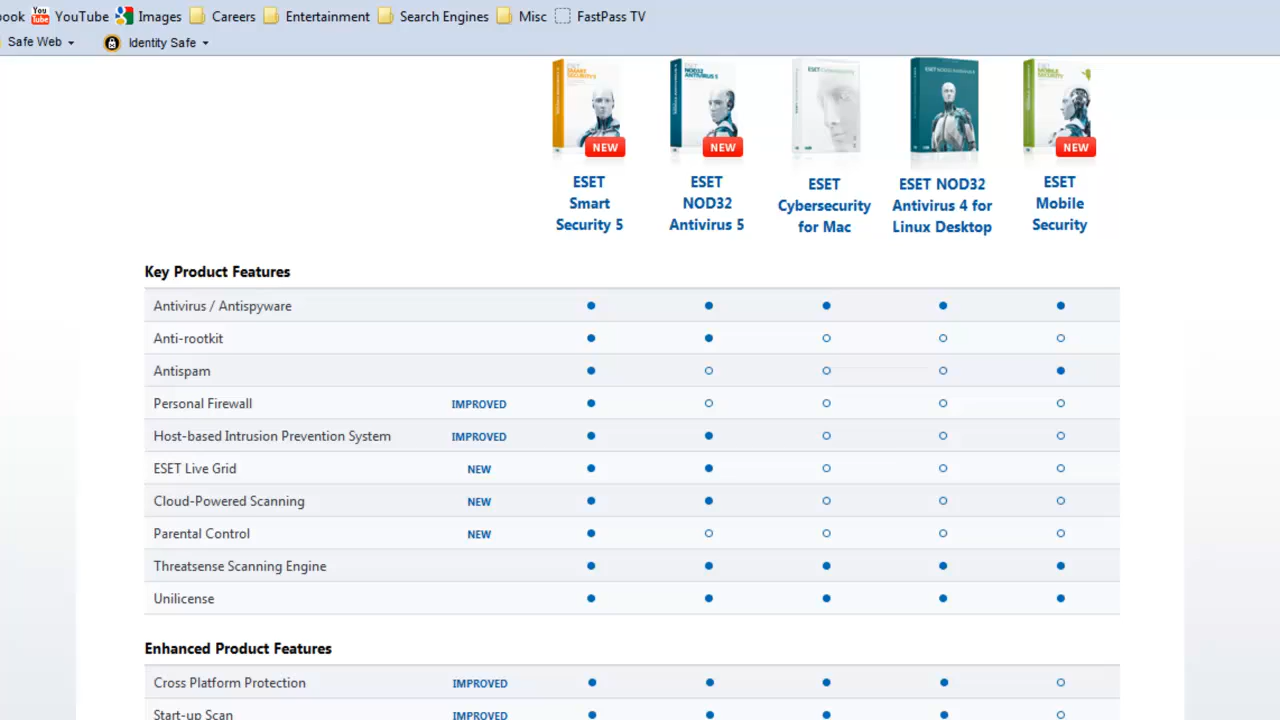 ook YouTube Images Careers Entertainment Search Engines Misc FastPass TV
Safe Web Identity Safe
NEW NEW NEW
ESET Smart Security 5
ESET NOD32 Antivirus 5
ESET Cybersecurity for Mac
ESET NOD32 Antivirus 4 for Linux Desktop
ESET Mobile Security
Key Product Features
Antivirus / Antispyware
Anti-rootkit
Antispam
Personal Firewall IMPROVED
Host-based Intrusion Prevention System IMPROVED
ESET Live Grid NEW
Cloud-Powered Scanning NEW
Parental Control NEW
Threatsense Scanning Engine
Unilicense
Enhanced Product Features
Cross Platform Protection IMPROVED
Start-up Scan IMPROVED